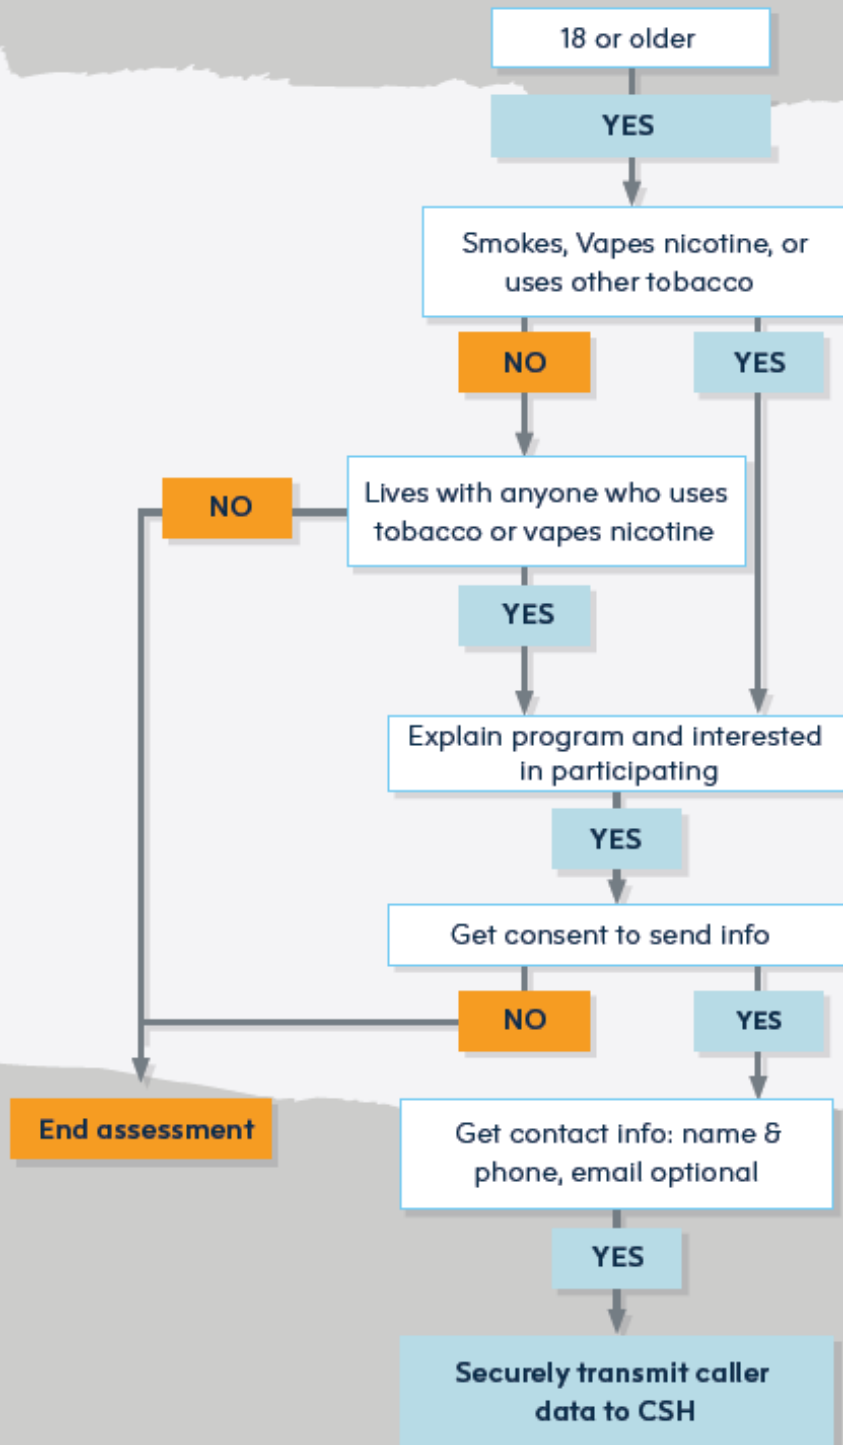 18 or older
YES
Smokes, Vapes nicotine, or
uses other tobacco
NO
YES
Lives with anyone who uses
tobacco or vapes nicotine
NO
YES
Explain program and interested
in participating
YES
Get consent to send info
NO
YES
End assessment
Get contact info: name &
phone, email optional
YES
Securely transmit caller
data to CSH